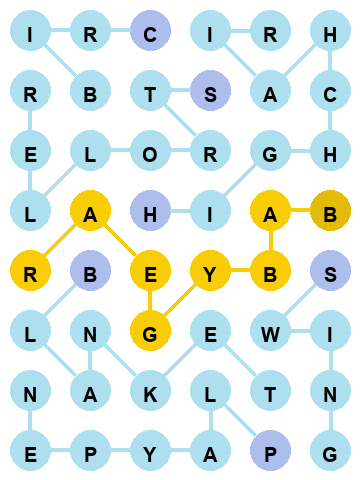 I R C I R H
R B T S A C
E L O R G H
L A H I A B
R B E Y B S
L N G E W I
N A K L T N
E P Y A P G